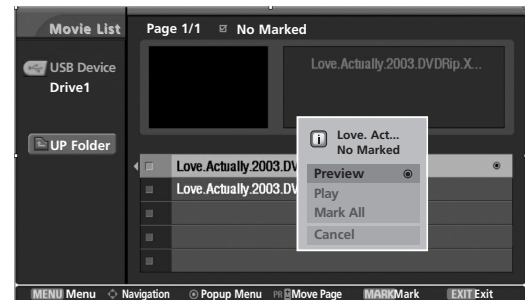 Movie List
Page 1/1 No Marked
USB Device
Drive1
Love.Actually.2003.DVDRip.X...
UP Folder
Love. Act...
No Marked
Love.Actually.2003.DV
Love.Actually.2003.DV
Preview
Play
Mark All
Cancel
MENU Menu Navigation Popup Menu PR Move Page MARK Mark EXIT Exit